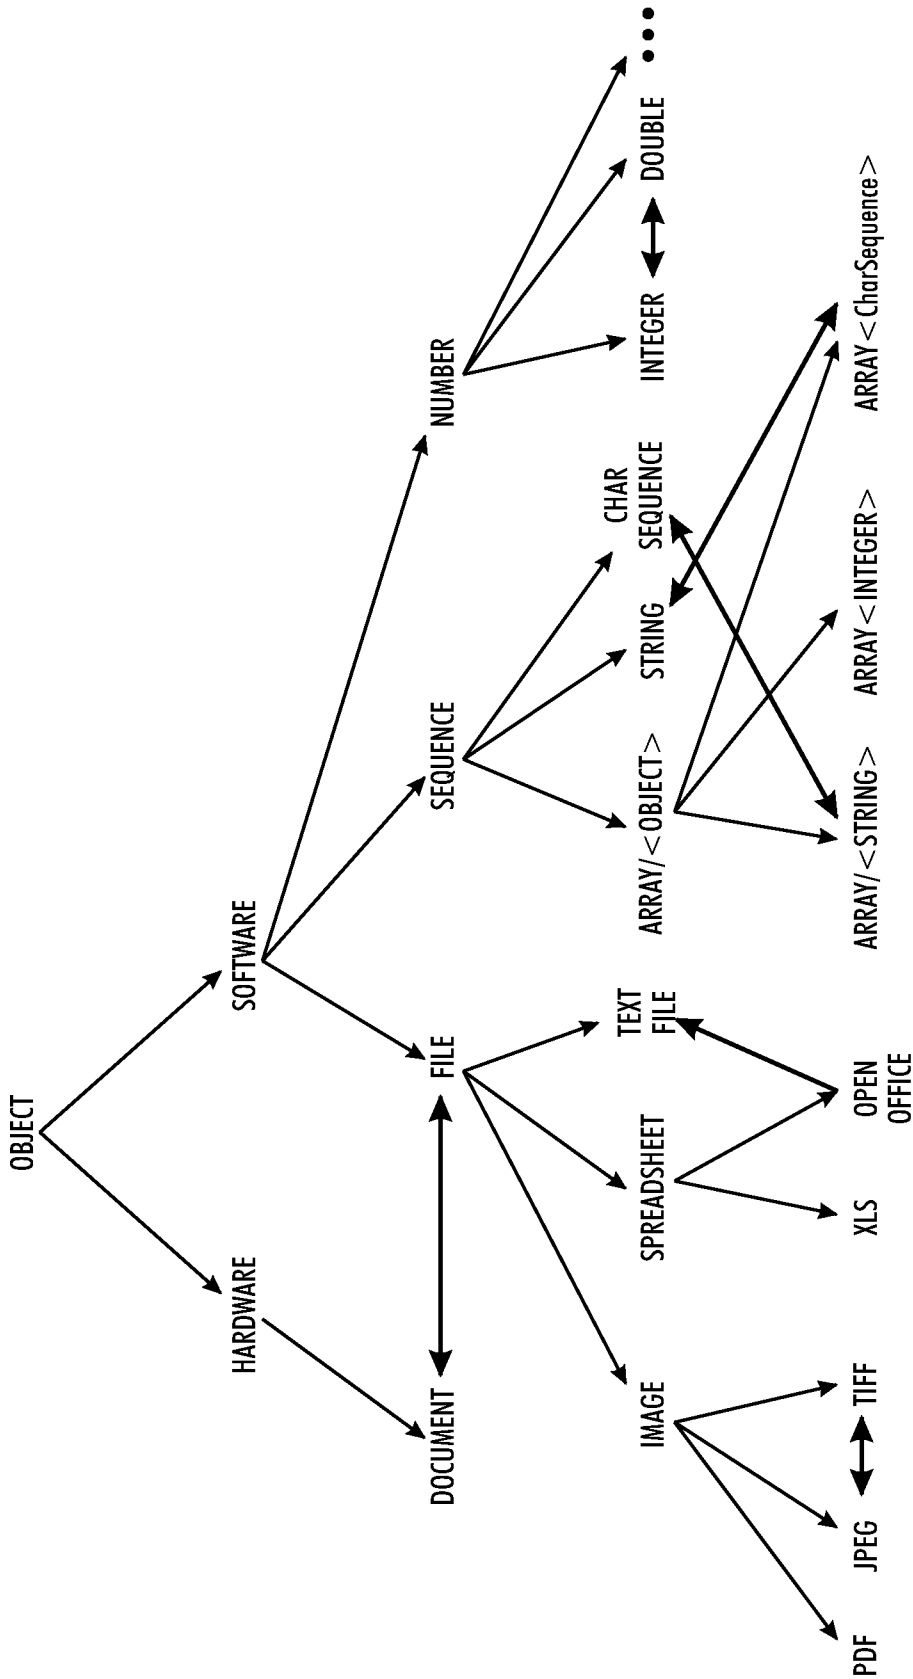 OBJECT
HARDWARE
SOFTWARE
DOCUMENT
FILE
SEQUENCE
NUMBER
IMAGE
SPREADSHEET
TEXT
FILE
ARRAY/<OBJECT>
STRING
CHAR
SEQUENCE
INTEGER
DOUBLE
•••
PDF
JPEG
TIFF
XLS
OPEN
OFFICE
ARRAY/<STRING>
ARRAY<INTEGER>
ARRAY<CharSequence>